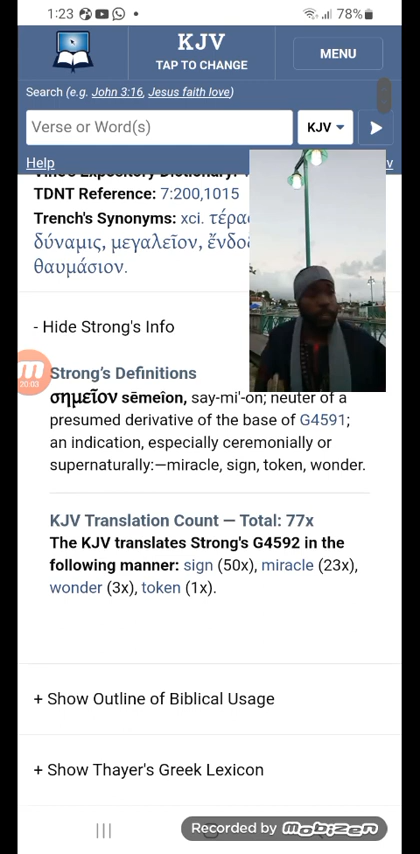 1:23 78%
KJV
TAP TO CHANGE
MENU
Search (e.g. John 3:16, Jesus faith love)
Verse or Word(s)
KJV
Help v
Vine's Expository Dictionary:
TDNT Reference: 7:200,1015
Trench's Synonyms: xci.
δύναμις, μεγαλεῖον,
θαυμάσιον.
- Hide Strong's Info
20:03
Strong's Definitions
σημεῖον sēmeîon, say-mi'-on; neuter of a
presumed derivative of the base of G4591;
an indication, especially ceremonially or
supernaturally:—miracle, sign, token, wonder.
KJV Translation Count — Total: 77x
The KJV translates Strong's G4592 in the
following manner: sign (50x), miracle (23x),
wonder (3x), token (1x).
+ Show Outline of Biblical Usage
+ Show Thayer's Greek Lexicon
Recorded by mobizen